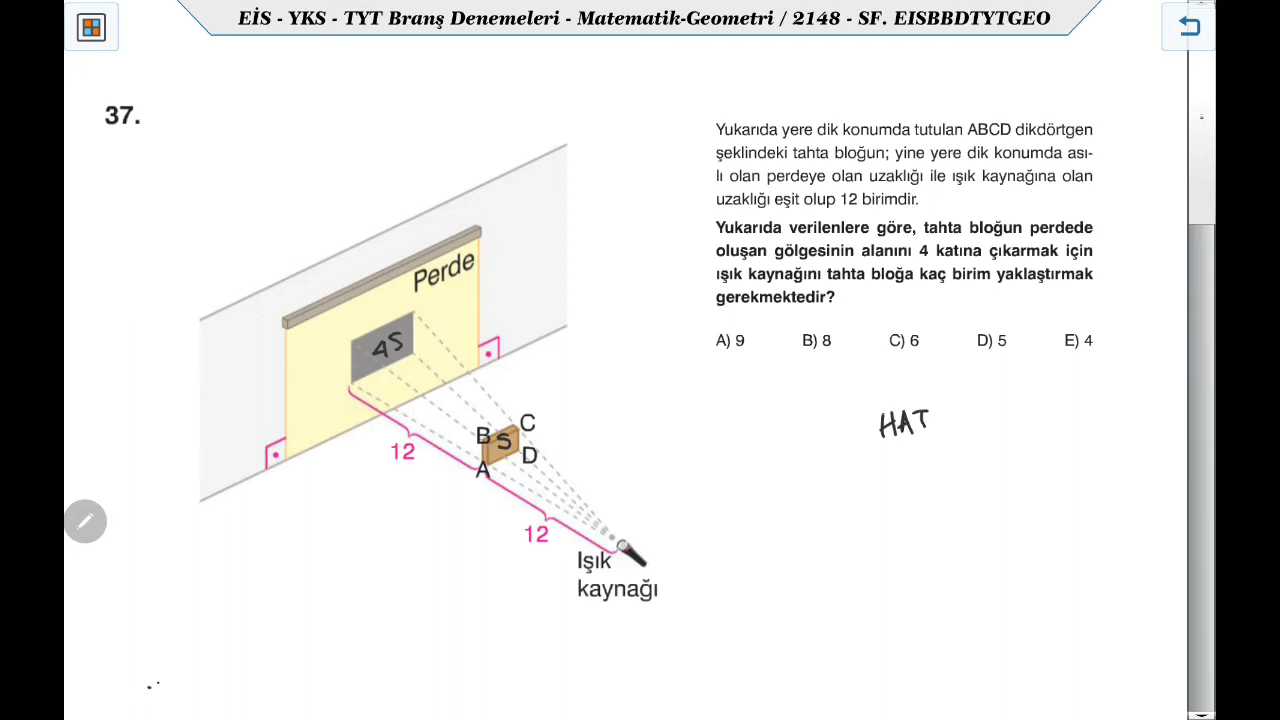 EİS - YKS - TYT Branş Denemeleri - Matematik-Geometri / 2148 - SF. EISBBDTYTGEO
37.
Perde
4S
B S C
A D
12
12
Işık
kaynağı
Yukarıda yere dik konumda tutulan ABCD dikdörtgen
şeklindeki tahta bloğun; yine yere dik konumda ası-
lı olan perdeye olan uzaklığı ile ışık kaynağına olan
uzaklığı eşit olup 12 birimdir.
Yukarıda verilenlere göre, tahta bloğun perdede
oluşan gölgesinin alanını 4 katına çıkarmak için
ışık kaynağını tahta bloğa kaç birim yaklaştırmak
gerekmektedir?
A) 9 B) 8 C) 6 D) 5 E) 4
HAT